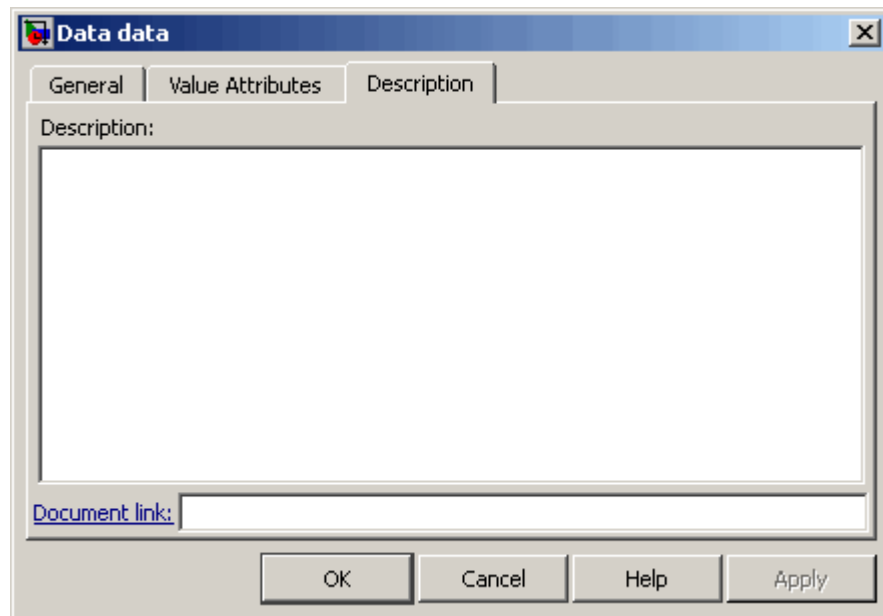 Data data
General Value Attributes Description
Description:
Document link:
OK Cancel Help Apply